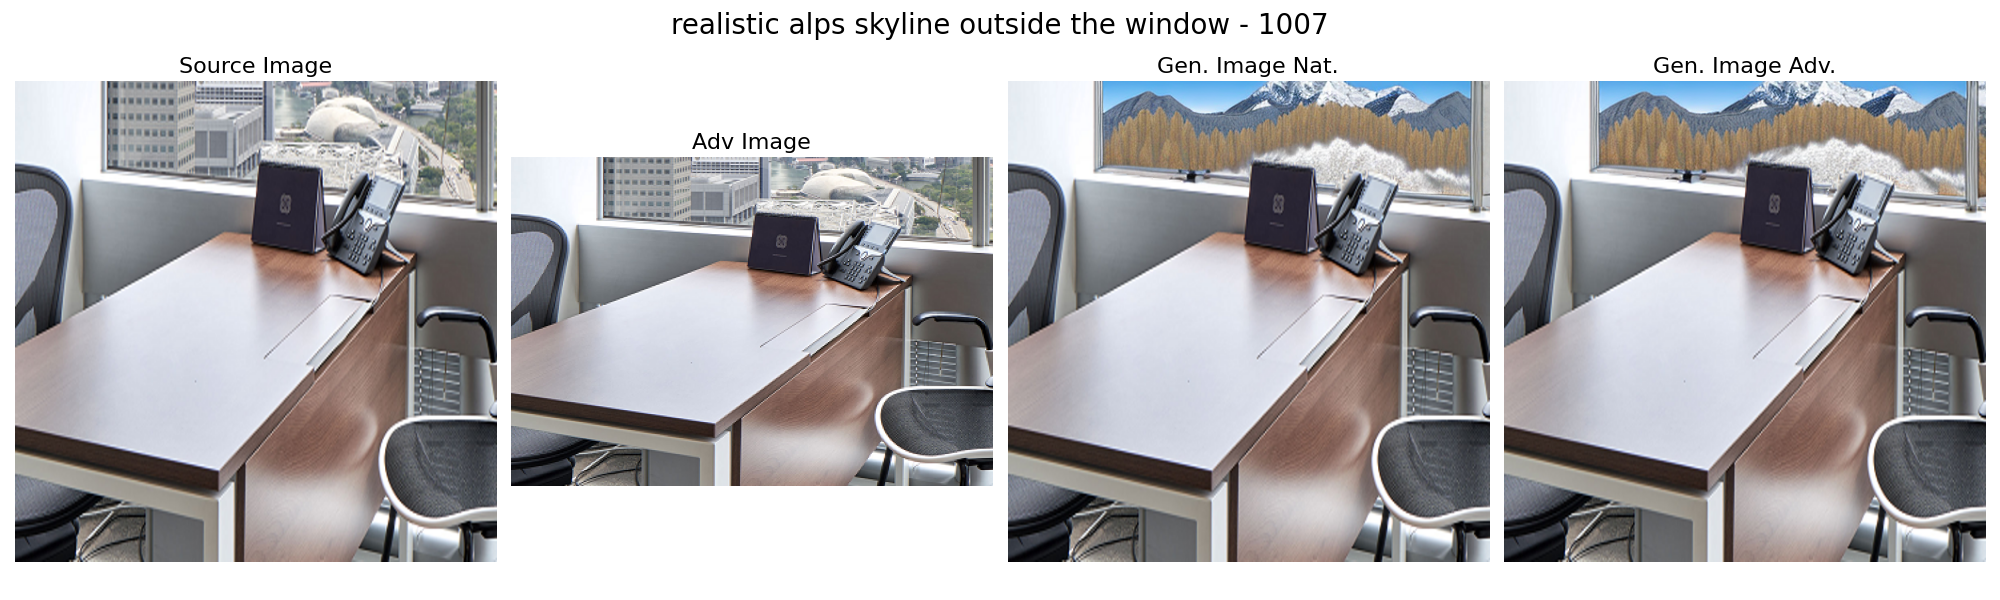 realistic alps skyline outside the window - 1007
Source Image
Adv Image
Gen. Image Nat.
Gen. Image Adv.